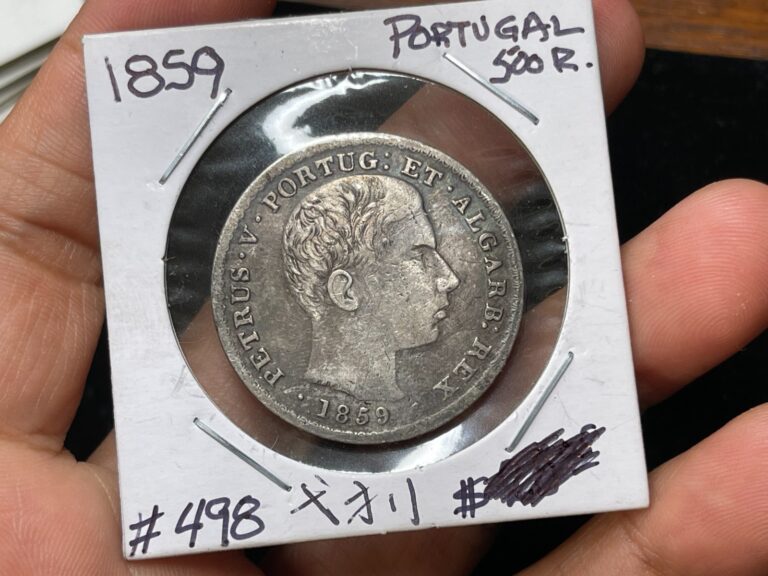 1859
PORTUGAL
500 R.
PETRUS · V · PORTUG: ET · ALGARB: REX
· 1859 ·
#498 $